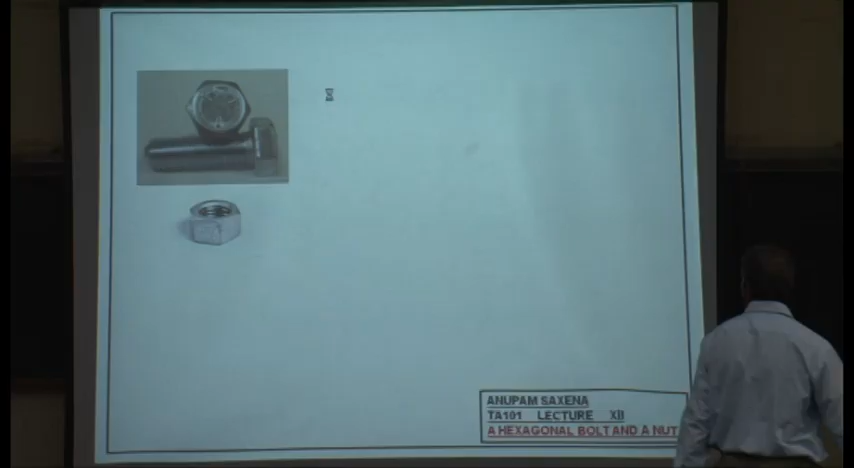 ANUPAM SAXENA
TA101 LECTURE XII
A HEXAGONAL BOLT AND A NUT